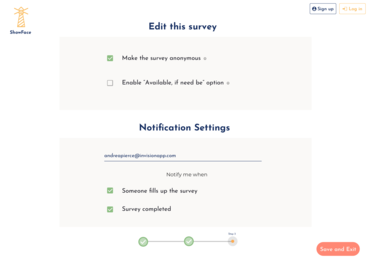 Sign up
Log in
ShowFace
Edit this survey
Make the survey anonymous
Enable "Available, if need be" option
Notification Settings
andreapierce@invisionapp.com
Notify me when
Someone fills up the survey
Survey completed
Step 3
Save and Exit